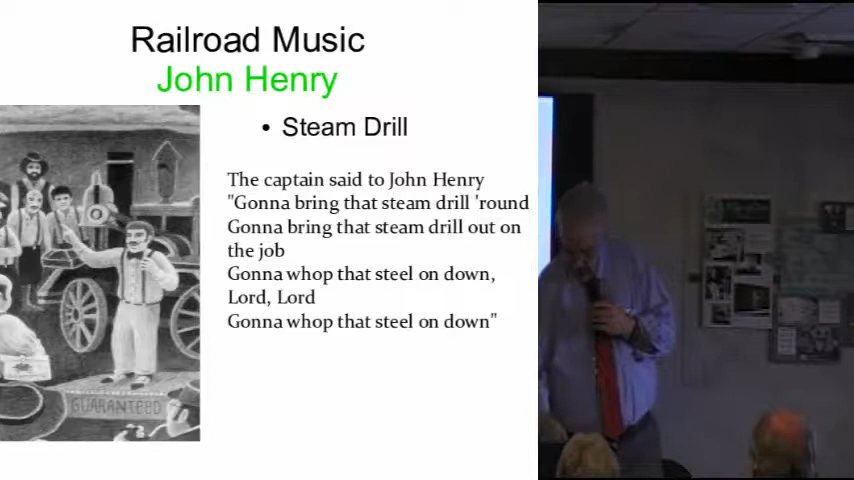 Railroad Music
John Henry
• Steam Drill
The captain said to John Henry
"Gonna bring that steam drill 'round
Gonna bring that steam drill out on
the job
Gonna whop that steel on down,
Lord, Lord
Gonna whop that steel on down"
GUARANTEED